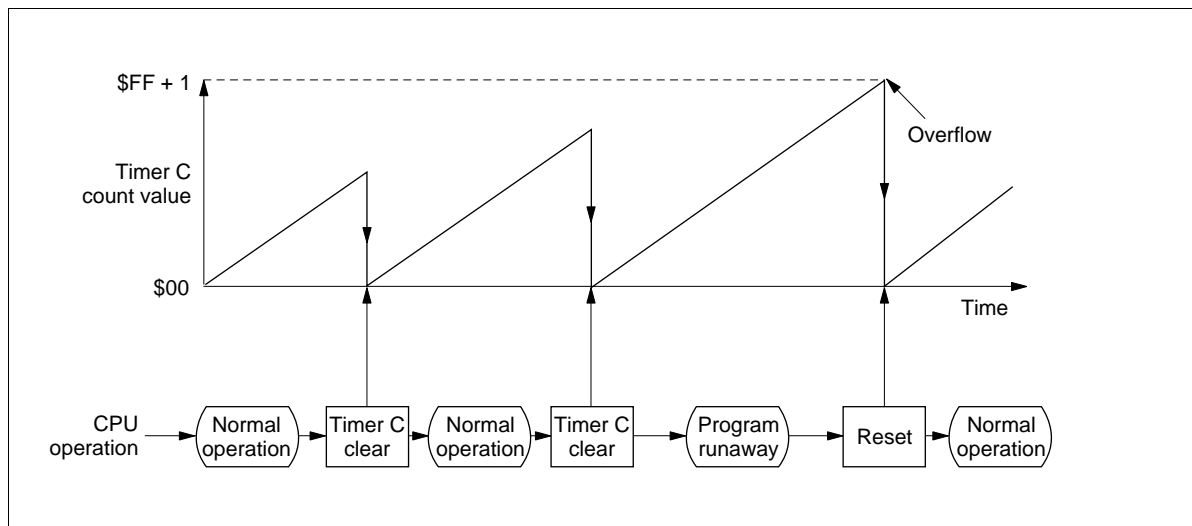 $FF + 1
Overflow
Timer C
count value
$00
Time
CPU
operation
Normal
operation
Timer C
clear
Normal
operation
Timer C
clear
Program
runaway
Reset
Normal
operation